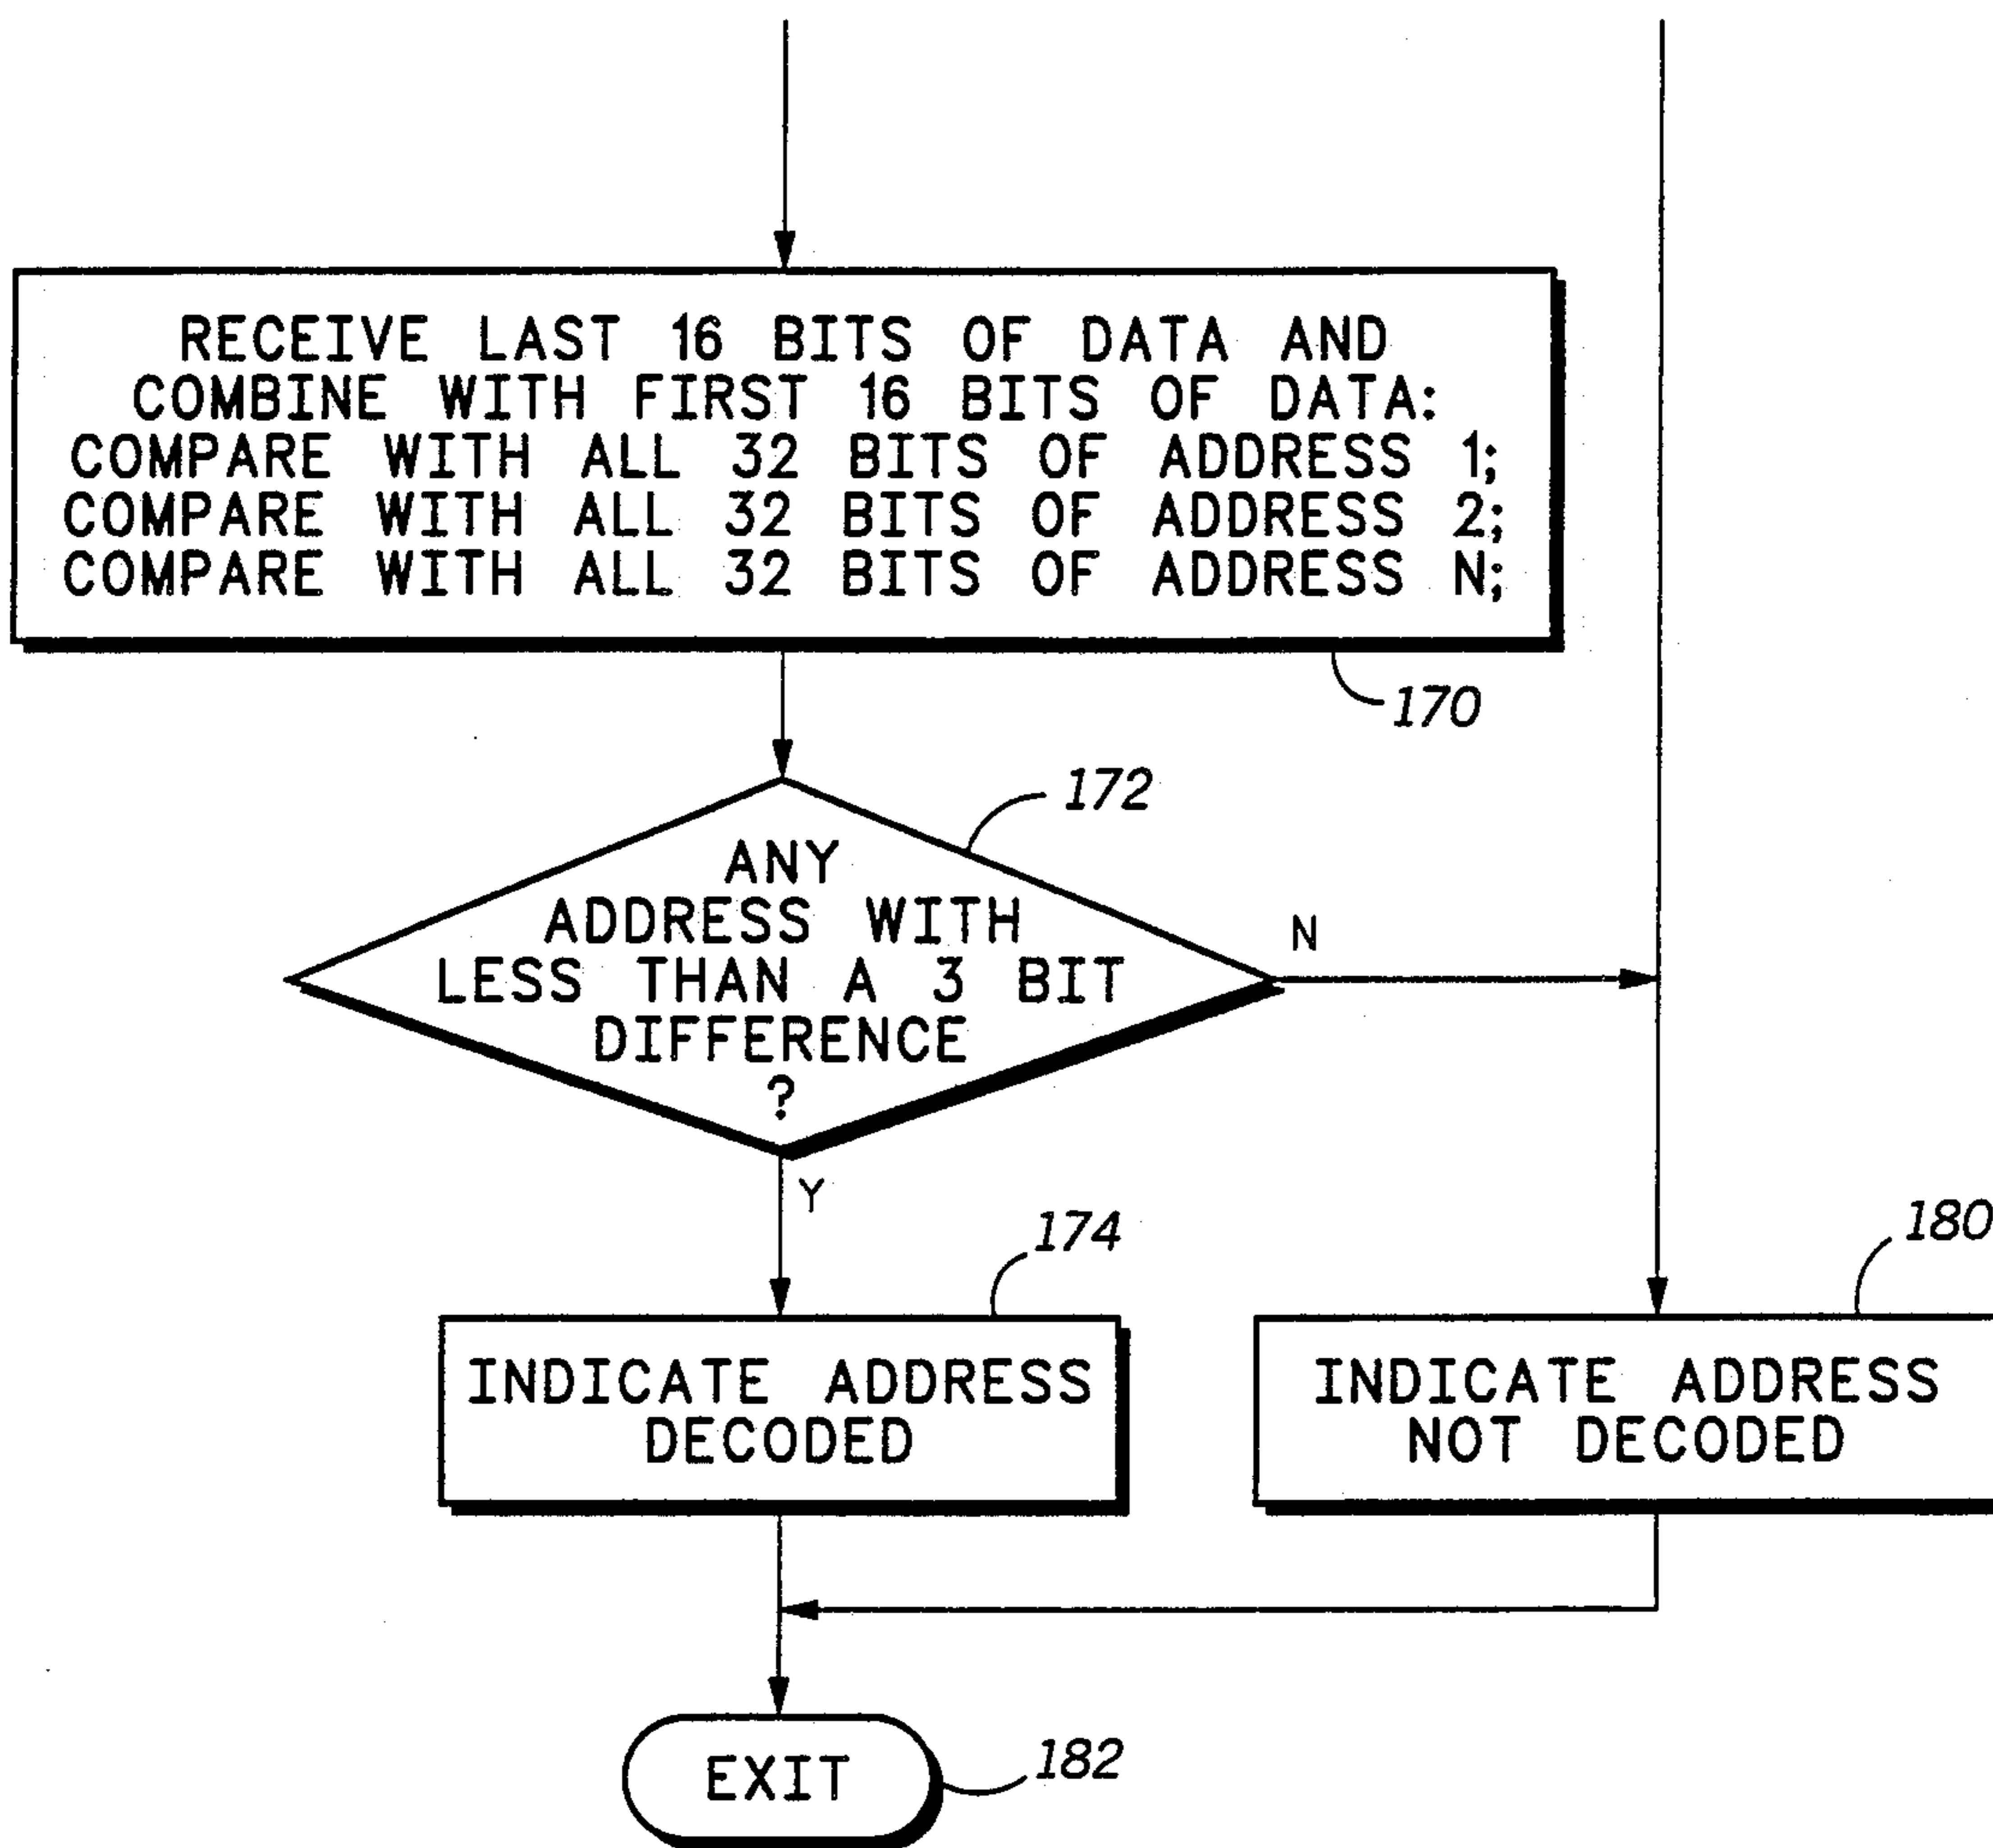 RECEIVE LAST 16 BITS OF DATA AND
COMBINE WITH FIRST 16 BITS OF DATA:
COMPARE WITH ALL 32 BITS OF ADDRESS 1;
COMPARE WITH ALL 32 BITS OF ADDRESS 2;
COMPARE WITH ALL 32 BITS OF ADDRESS N;
170
172
ANY
ADDRESS WITH
LESS THAN A 3 BIT
DIFFERENCE
?
N
Y
174
180
INDICATE ADDRESS
DECODED
INDICATE ADDRESS
NOT DECODED
EXIT
182